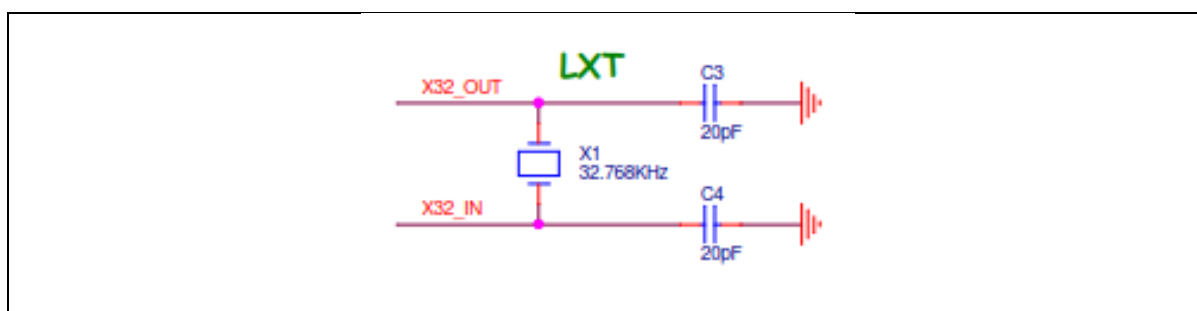 LXT
X32_OUT
C3
20pF
X1
32.768KHz
X32_IN
C4
20pF